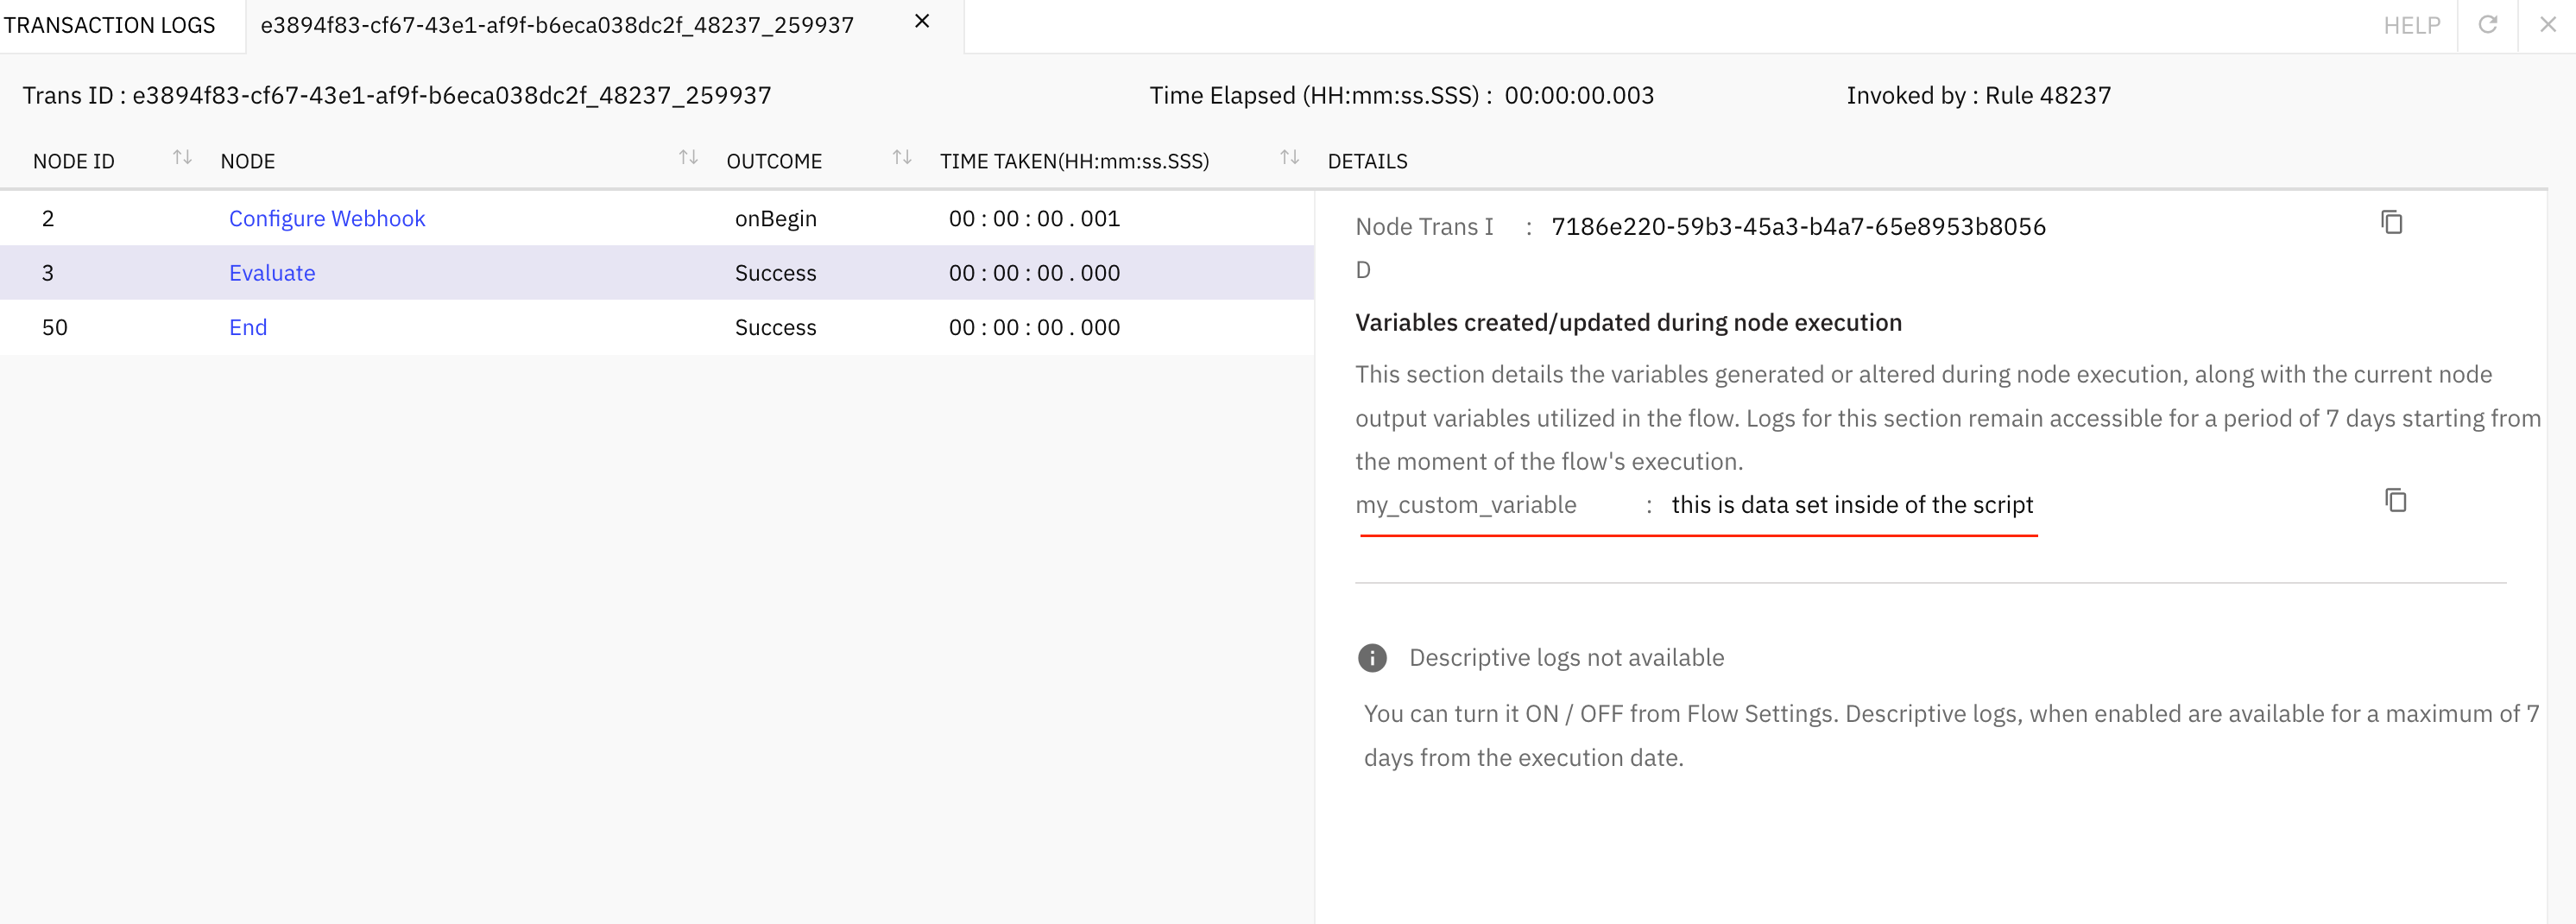 TRANSACTION LOGS e3894f83-cf67-43e1-af9f-b6eca038dc2f_48237_259937 HELP
Trans ID : e3894f83-cf67-43e1-af9f-b6eca038dc2f_48237_259937 Time Elapsed (HH:mm:ss.SSS) : 00:00:00.003 Invoked by : Rule 48237
NODE ID NODE OUTCOME TIME TAKEN(HH:mm:ss.SSS) DETAILS
2 Configure Webhook onBegin 00 : 00 : 00 . 001
3 Evaluate Success 00 : 00 : 00 . 000
50 End Success 00 : 00 : 00 . 000
Node Trans I : 7186e220-59b3-45a3-b4a7-65e8953b8056
D
Variables created/updated during node execution
This section details the variables generated or altered during node execution, along with the current node
output variables utilized in the flow. Logs for this section remain accessible for a period of 7 days starting from
the moment of the flow's execution.
my_custom_variable : this is data set inside of the script
Descriptive logs not available
You can turn it ON / OFF from Flow Settings. Descriptive logs, when enabled are available for a maximum of 7
days from the execution date.